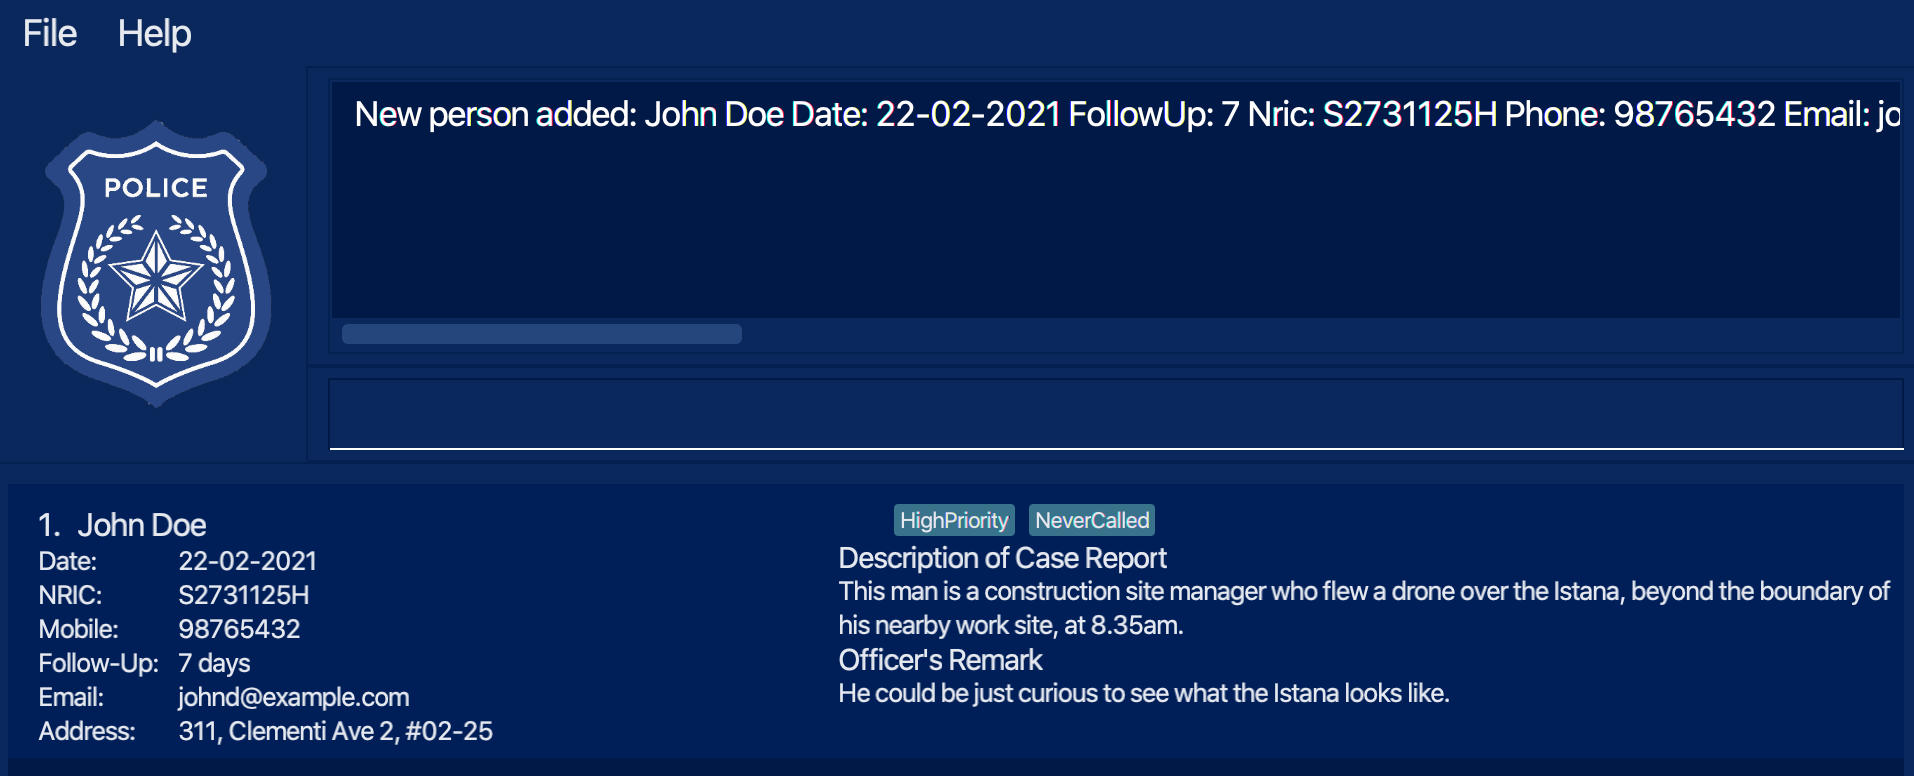 File Help
POLICE
New person added: John Doe Date: 22-02-2021 FollowUp: 7 Nric: S2731125H Phone: 98765432 Email: jo
1. John Doe
Date: 22-02-2021
NRIC: S2731125H
Mobile: 98765432
Follow-Up: 7 days
Email: johnd@example.com
Address: 311, Clementi Ave 2, #02-25
HighPriority NeverCalled
Description of Case Report
This man is a construction site manager who flew a drone over the Istana, beyond the boundary of
his nearby work site, at 8.35am.
Officer's Remark
He could be just curious to see what the Istana looks like.